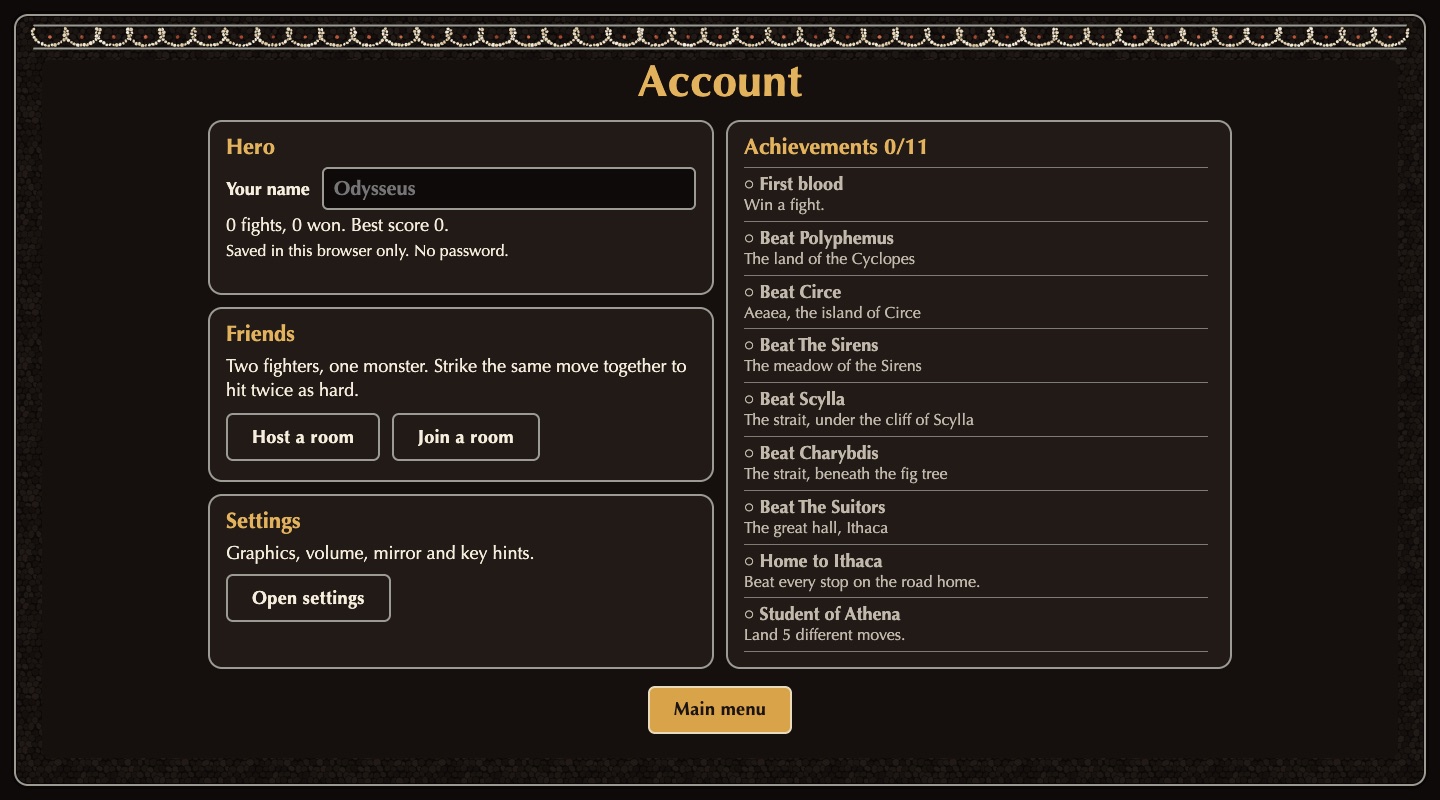 Account
Hero
Your name Odysseus
0 fights, 0 won. Best score 0.
Saved in this browser only. No password.
Friends
Two fighters, one monster. Strike the same move together to
hit twice as hard.
Host a room Join a room
Settings
Graphics, volume, mirror and key hints.
Open settings
Achievements 0/11
○ First blood
Win a fight.
○ Beat Polyphemus
The land of the Cyclopes
○ Beat Circe
Aeaea, the island of Circe
○ Beat The Sirens
The meadow of the Sirens
○ Beat Scylla
The strait, under the cliff of Scylla
○ Beat Charybdis
The strait, beneath the fig tree
○ Beat The Suitors
The great hall, Ithaca
○ Home to Ithaca
Beat every stop on the road home.
○ Student of Athena
Land 5 different moves.
Main menu